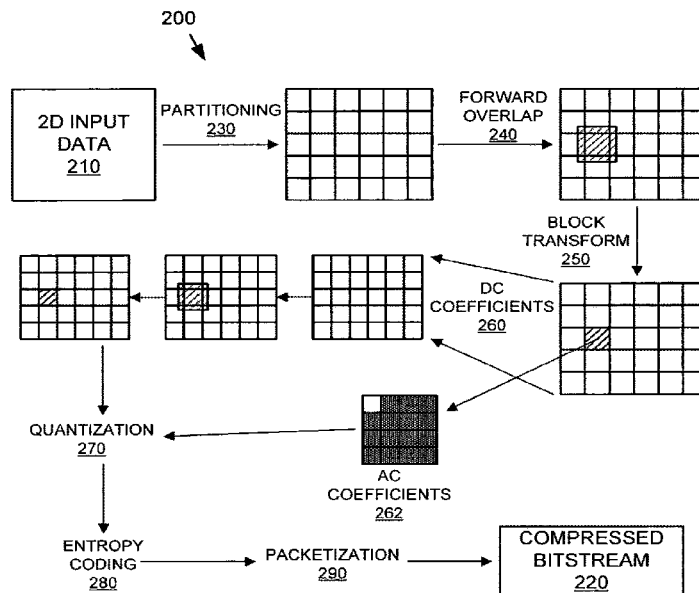 200
2D INPUT
DATA
210
PARTITIONING
230
FORWARD
OVERLAP
240
BLOCK
TRANSFORM
250
DC
COEFFICIENTS
260
QUANTIZATION
270
AC
COEFFICIENTS
262
ENTROPY
CODING
280
PACKETIZATION
290
COMPRESSED
BITSTREAM
220